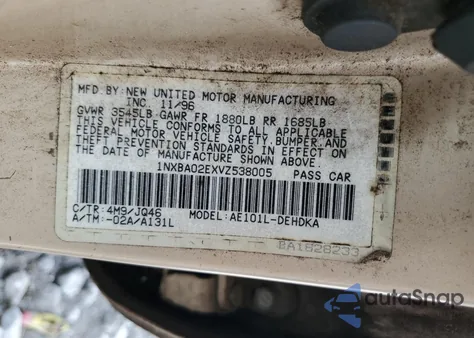 MFD.BY:NEW UNITED MOTOR MANUFACTURING
INC. 11/96
GVWR 3545LB GAWR FR 1880LB RR 1685LB
THIS VEHICLE CONFORMS TO ALL APPLICABLE
FEDERAL MOTOR VEHICLE SAFETY,BUMPER,AND
THEFT PREVENTION STANDARDS IN EFFECT ON
THE DATE OF MANUFACTURE SHOWN ABOVE.
1NXBA02EXVZ538005 PASS CAR
C/TR:4M9/JQ46 MODEL:AE101L-DEHDKA
A/TM:-02A/A131L
BA1828233
autoSnap